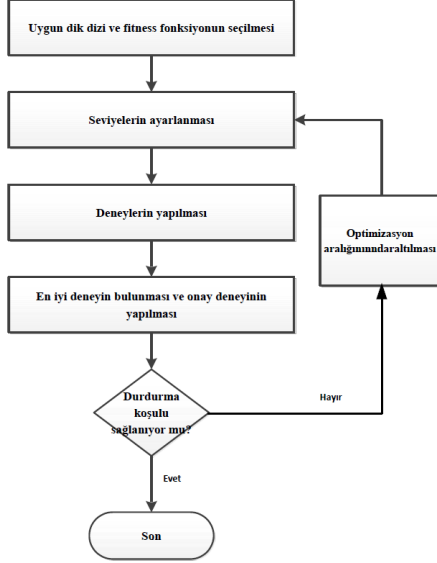 Uygun dik dizi ve fitness fonksiyonun seçilmesi
Seviyelerin ayarlanması
Deneylerin yapılması
Optimizasyon
aralığınınndaraltılması
En iyi deneyin bulunması ve onay deneyinin
yapılması
Durdurma
koşulu
sağlanıyor mu?
Hayır
Evet
Son